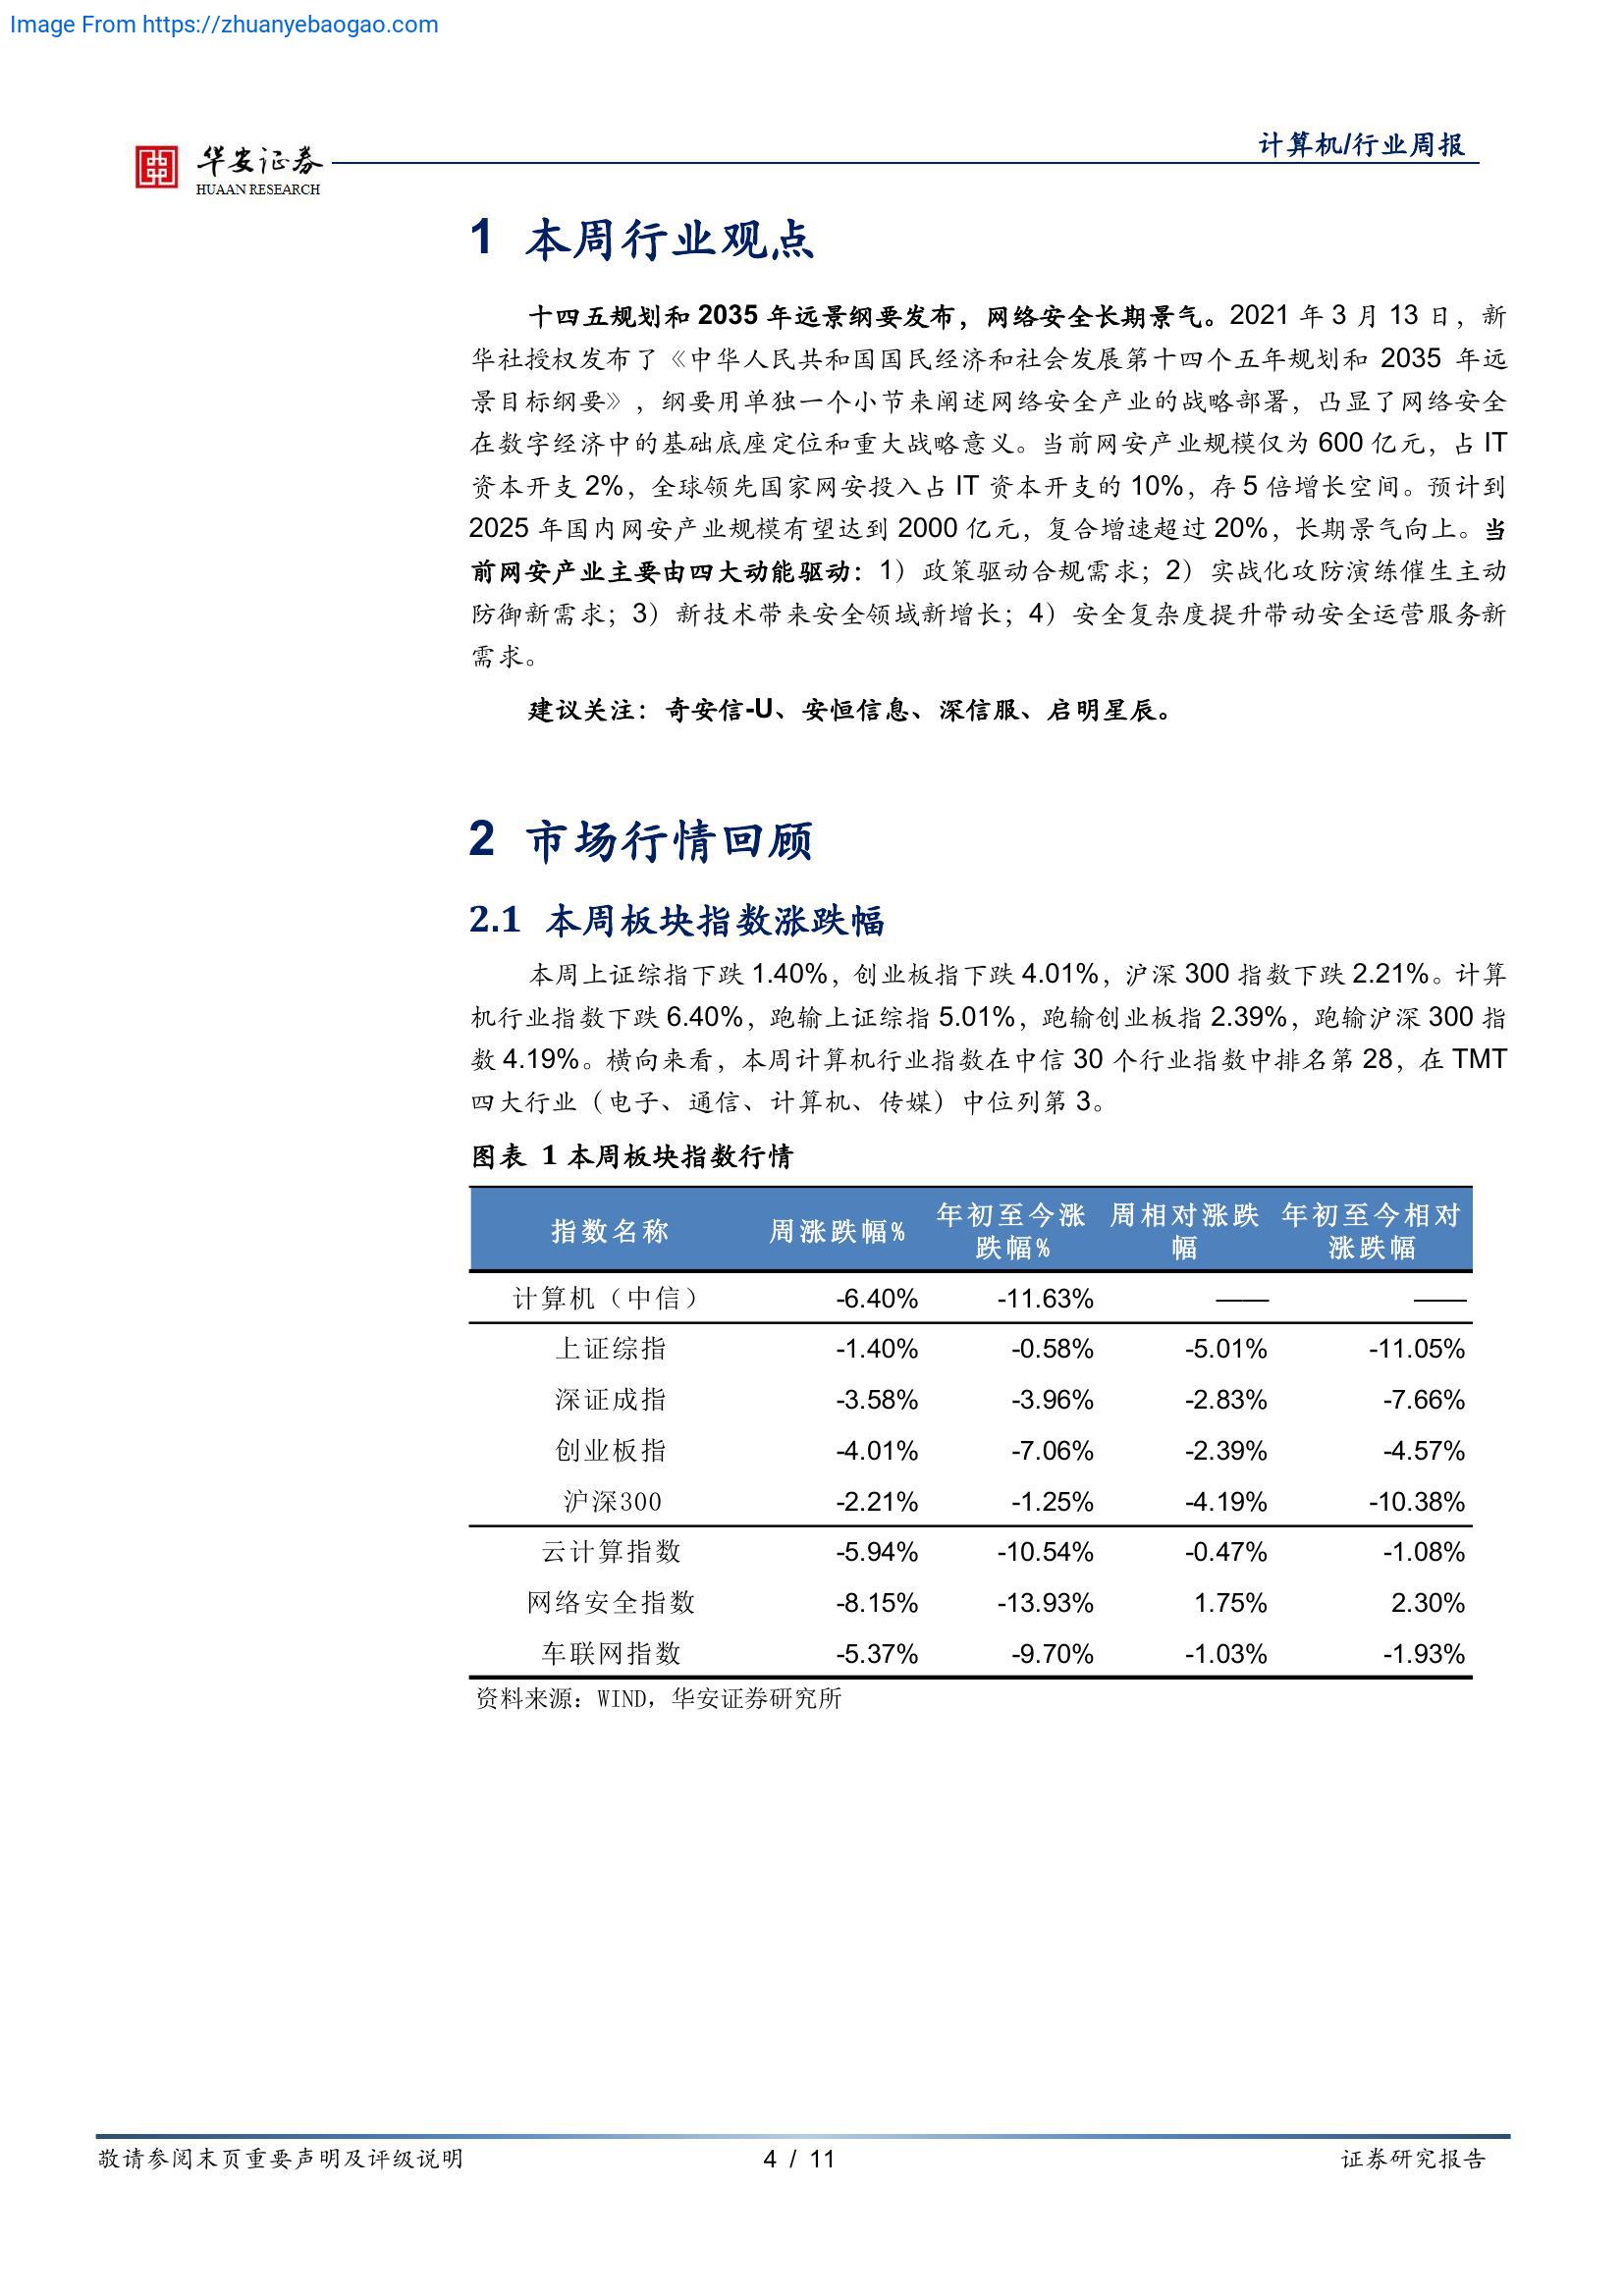 Image From https://zhuanyebaogao.com
华安证券
HUAAN RESEARCH
计算机/行业周报
1 本周行业观点
十四五规划和 2035 年远景纲要发布，网络安全长期景气。2021 年 3 月 13 日，新
华社授权发布了《中华人民共和国国民经济和社会发展第十四个五年规划和 2035 年远
景目标纲要》，纲要用单独一个小节来阐述网络安全产业的战略部署，凸显了网络安全
在数字经济中的基础底座定位和重大战略意义。当前网安产业规模仅为 600 亿元，占 IT
资本开支 2%，全球领先国家网安投入占 IT 资本开支的 10%，存 5 倍增长空间。预计到
2025 年国内网安产业规模有望达到 2000 亿元，复合增速超过 20%，长期景气向上。当
前网安产业主要由四大动能驱动：1）政策驱动合规需求；2）实战化攻防演练催生主动
防御新需求；3）新技术带来安全领域新增长；4）安全复杂度提升带动安全运营服务新
需求。
建议关注：奇安信-U、安恒信息、深信服、启明星辰。
2 市场行情回顾
2.1 本周板块指数涨跌幅
本周上证综指下跌 1.40%，创业板指下跌 4.01%，沪深 300 指数下跌 2.21%。计算
机行业指数下跌 6.40%，跑输上证综指 5.01%，跑输创业板指 2.39%，跑输沪深 300 指
数 4.19%。横向来看，本周计算机行业指数在中信 30 个行业指数中排名第 28，在 TMT
四大行业（电子、通信、计算机、传媒）中位列第 3。
图表 1 本周板块指数行情
指数名称 周涨跌幅% 年初至今涨跌幅% 周相对涨跌幅 年初至今相对涨跌幅
计算机（中信） -6.40% -11.63% —— ——
上证综指 -1.40% -0.58% -5.01% -11.05%
深证成指 -3.58% -3.96% -2.83% -7.66%
创业板指 -4.01% -7.06% -2.39% -4.57%
沪深300 -2.21% -1.25% -4.19% -10.38%
云计算指数 -5.94% -10.54% -0.47% -1.08%
网络安全指数 -8.15% -13.93% 1.75% 2.30%
车联网指数 -5.37% -9.70% -1.03% -1.93%
资料来源：WIND，华安证券研究所
敬请参阅末页重要声明及评级说明
4 / 11
证券研究报告